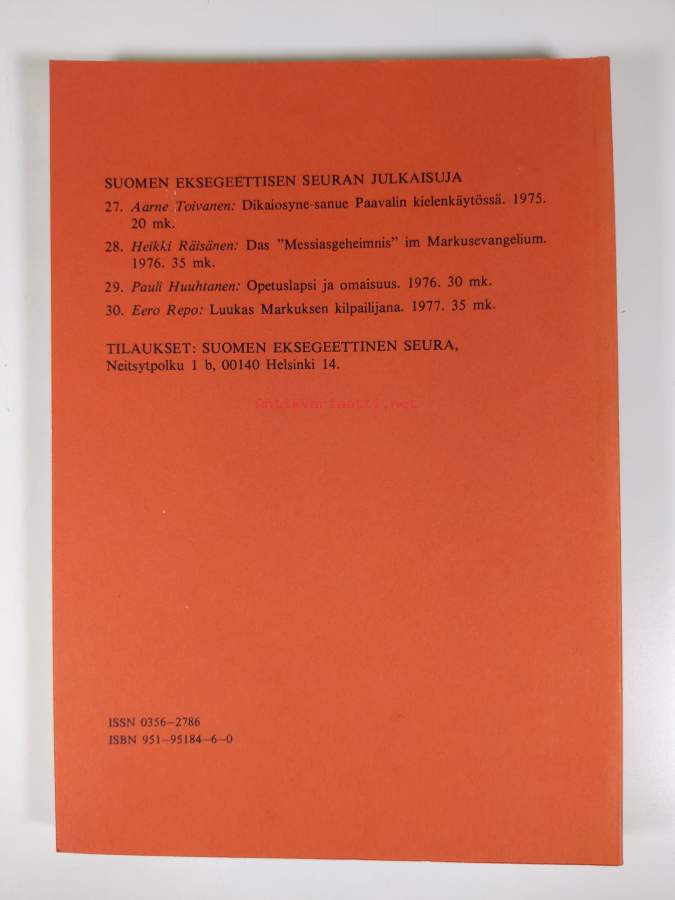 SUOMEN EKSEGEETTISEN SEURAN JULKAISUJA
27. Aarne Toivanen: Dikaiosyne-sanue Paavalin kielenkäytössä. 1975.
20 mk.
28. Heikki Räisänen: Das "Messiasgeheimnis" im Markusevangelium.
1976. 35 mk.
29. Pauli Huuhtanen: Opetuslapsi ja omaisuus. 1976. 30 mk.
30. Eero Repo: Luukas Markuksen kilpailijana. 1977. 35 mk.
TILAUKSET: SUOMEN EKSEGEETTINEN SEURA,
Neitsytpolku 1 b, 00140 Helsinki 14.
Antikvariaatti.net
ISSN 0356—2786
ISBN 951—95184—6—0